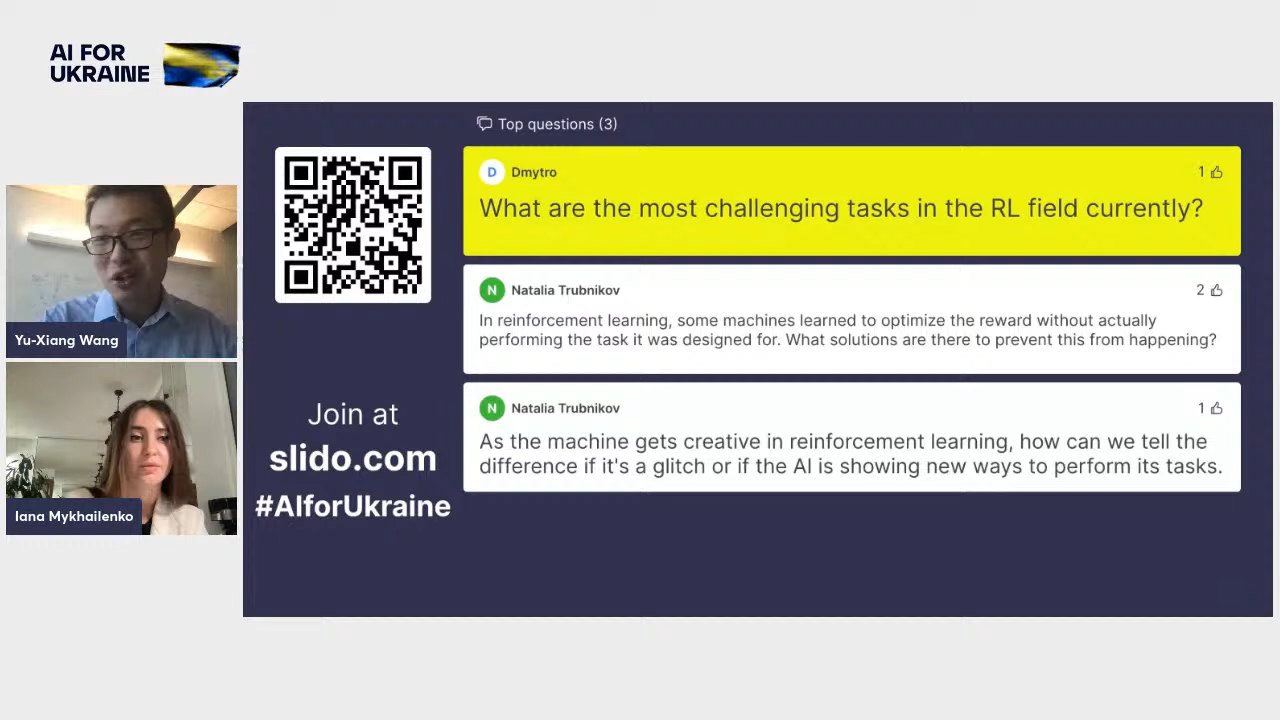 AI FOR
UKRAINE
Top questions (3)
D Dmytro 1
What are the most challenging tasks in the RL field currently?
N Natalia Trubnikov 2
In reinforcement learning, some machines learned to optimize the reward without actually
performing the task it was designed for. What solutions are there to prevent this from happening?
N Natalia Trubnikov 1
As the machine gets creative in reinforcement learning, how can we tell the
difference if it's a glitch or if the AI is showing new ways to perform its tasks.
Join at
slido.com
#AIforUkraine
Yu-Xiang Wang
Iana Mykhailenko